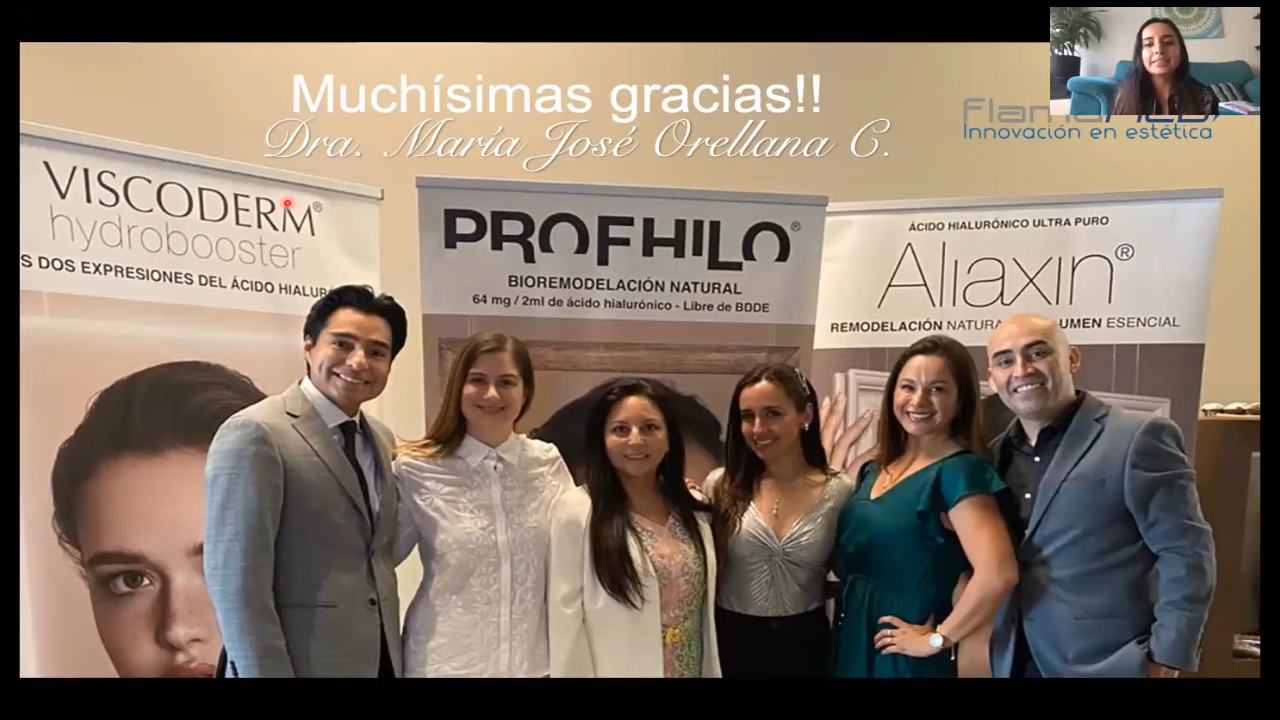 Muchísimas gracias!!
Dra. María José Orellana C.
Innovación en estética
VISCODERM®
hydrobooster
S DOS EXPRESIONES DEL ÁCIDO HIALUR
PROFHILO®
BIOREMODELACIÓN NATURAL
64 mg / 2ml de ácido hialurónico - Libre de BDDE
ÁCIDO HIALURÓNICO ULTRA PURO
Aliaxin®
REMODELACIÓN NATURA UMEN ESENCIAL